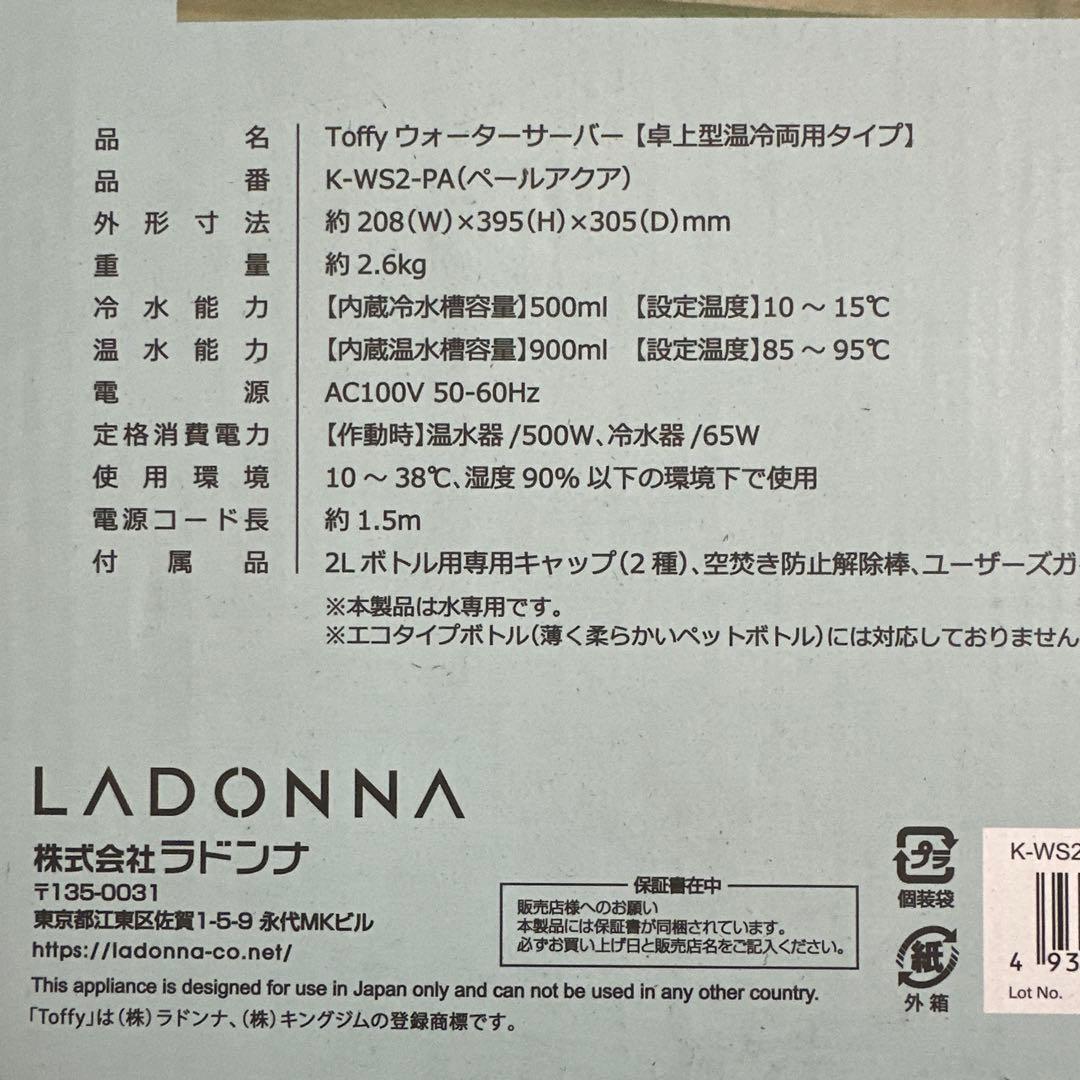 品名 Toffy ウォーターサーバー【卓上型温冷両用タイプ】
品番 K-WS2-PA(ペールアクア)
外形寸法 約208(W)×395(H)×305(D)mm
重量 約2.6kg
冷水能力 【内蔵冷水槽容量】500ml 【設定温度】10～15℃
温水能力 【内蔵温水槽容量】900ml 【設定温度】85～95℃
電源 AC100V 50-60Hz
定格消費電力 【作動時】温水器/500W、冷水器/65W
使用環境 10～38℃、湿度90%以下の環境下で使用
電源コード長 約1.5m
付属品 2Lボトル用専用キャップ(2種)、空焚き防止解除棒、ユーザーズガ
※本製品は水専用です。
※エコタイプボトル(薄く柔らかいペットボトル)には対応しておりません
LADONNA
株式会社ラドンナ
〒135-0031
東京都江東区佐賀1-5-9 永代MKビル
https://ladonna-co.net/
保証書在中
販売店様へのお願い
本製品には保証書が同梱されています。
必ずお買い上げ日と販売店名をご記入ください。
This appliance is designed for use in Japan only and can not be used in any other country.
「Toffy」は(株)ラドンナ、(株)キングジムの登録商標です。
プラ
個装袋
紙
外箱
K-WS2
4 93
Lot No.